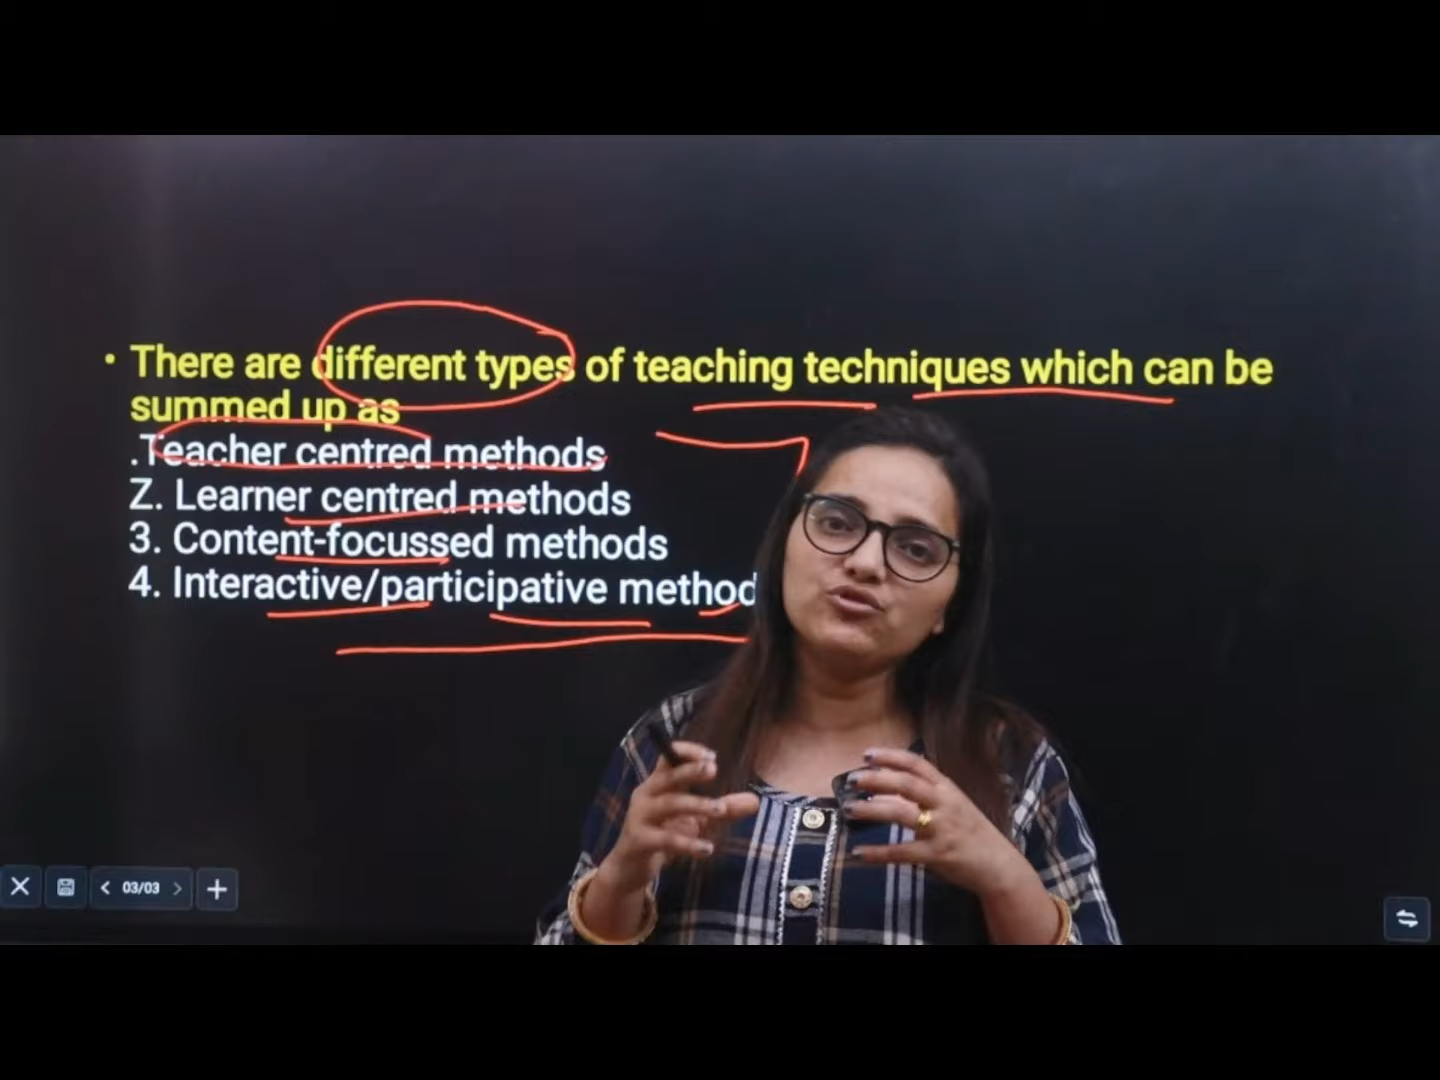 • There are different types of teaching techniques which can be
summed up as
.Teacher centred methods
Z. Learner centred methods
3. Content-focussed methods
4. Interactive/participative method
03/03